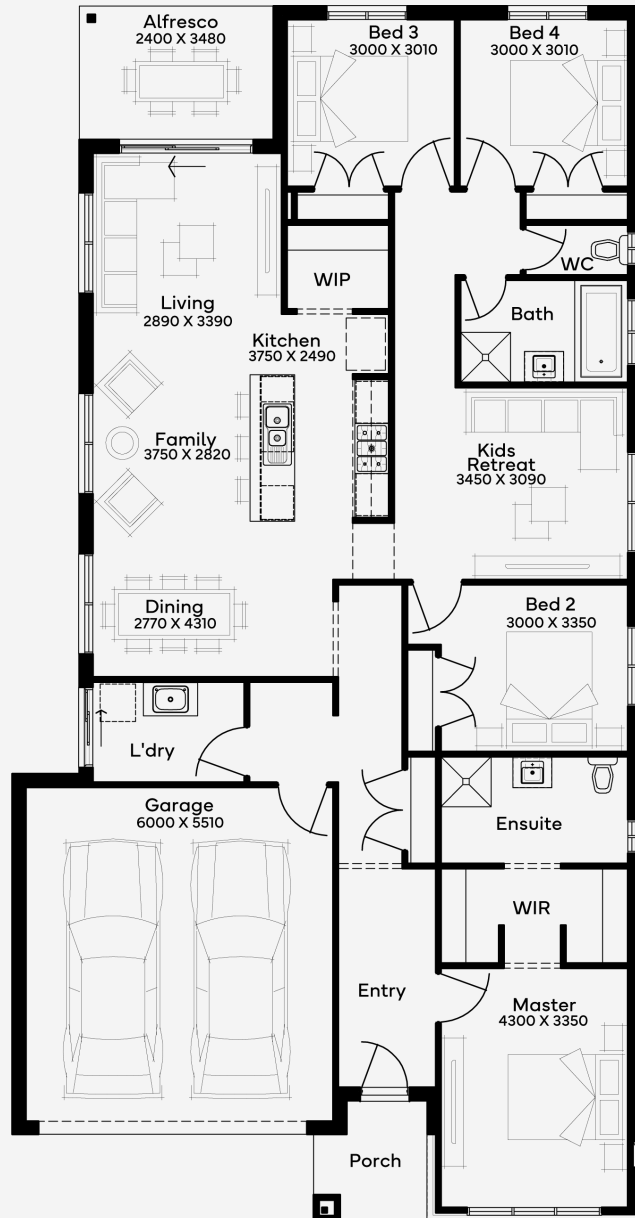 Alfresco
2400 X 3480
Bed 3
3000 X 3010
Bed 4
3000 X 3010
WC
WIP
Living
2890 X 3390
Bath
Kitchen
3750 X 2490
Family
3750 X 2820
Kids
Retreat
3450 X 3090
Dining
2770 X 4310
Bed 2
3000 X 3350
L'dry
Garage
6000 X 5510
Ensuite
WIR
Entry
Master
4300 X 3350
Porch